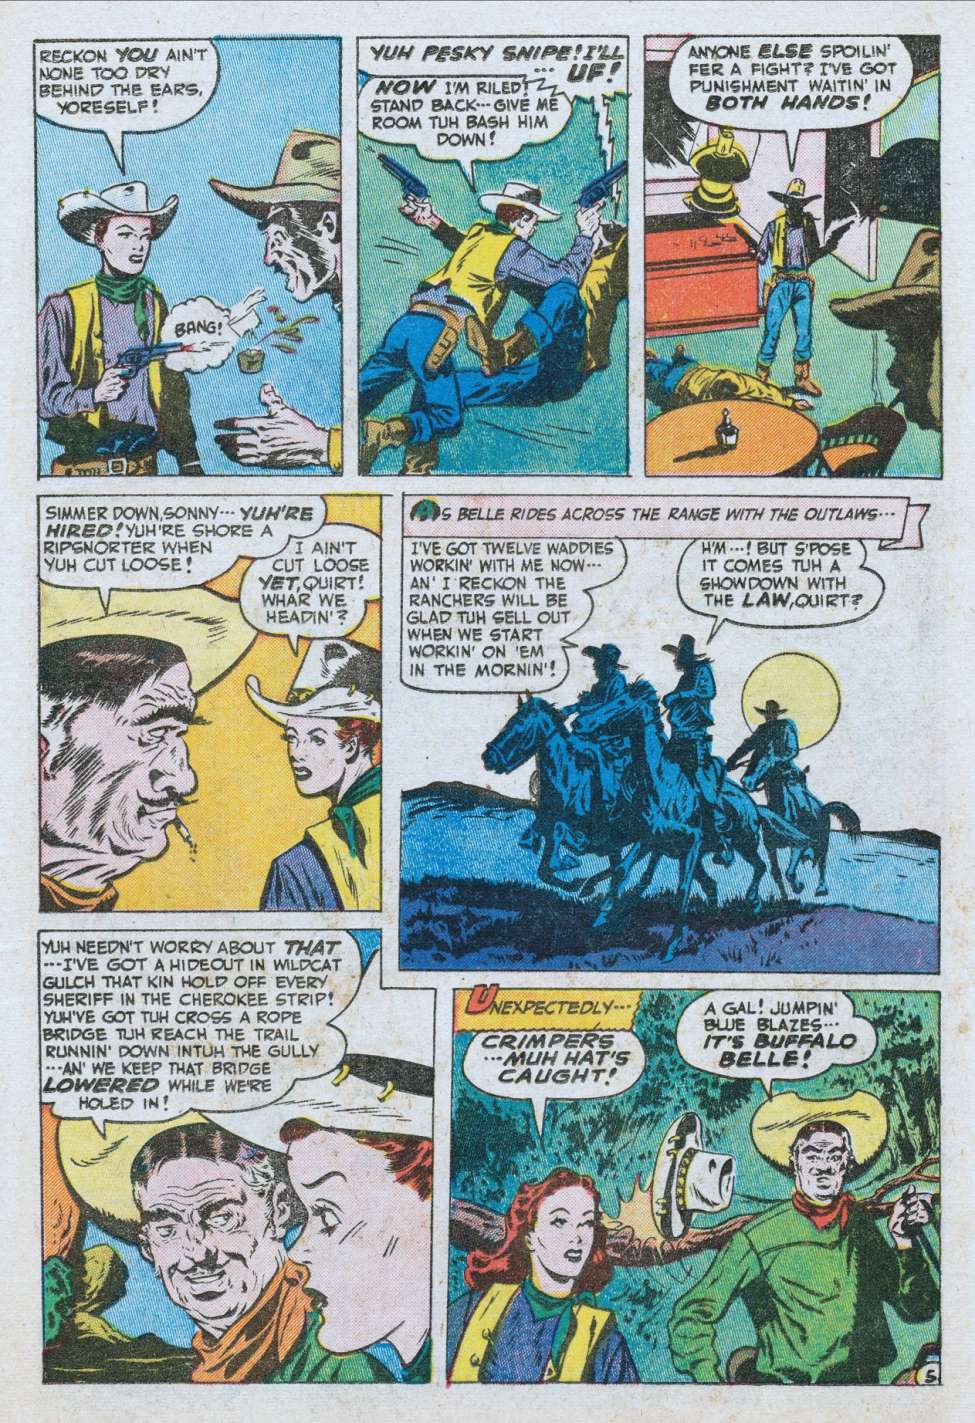 RECKON YOU AIN'T
NONE TOO DRY
BEHIND THE EARS,
YORESELF!
BANG!
YUH PESKY SNIPE! I'LL
... UF!
NOW I'M RILED!
STAND BACK--- GIVE ME
ROOM TUH BASH HIM
DOWN!
ANYONE ELSE SPOILIN'
FER A FIGHT? I'VE GOT
PUNISHMENT WAITIN' IN
BOTH HANDS!
SIMMER DOWN, SONNY--- YUH'RE
HIRED! YUH'RE SHORE A
RIPSNORTER WHEN
YUH CUT LOOSE!
I AIN'T
CUT LOOSE
YET, QUIRT!
WHAR WE
HEADIN'?
AS BELLE RIDES ACROSS THE RANGE WITH THE OUTLAWS---
I'VE GOT TWELVE WADDIES
WORKIN' WITH ME NOW---
AN' I RECKON THE
RANCHERS WILL BE
GLAD TUH SELL OUT
WHEN WE START
WORKIN' ON 'EM
IN THE MORNIN'!
H'M---! BUT S'POSE
IT COMES TUH A
SHOWDOWN WITH
THE LAW, QUIRT?
YUH NEEDN'T WORRY ABOUT THAT
---I'VE GOT A HIDEOUT IN WILDCAT
GULCH THAT KIN HOLD OFF EVERY
SHERIFF IN THE CHEROKEE STRIP!
YUH'VE GOT TUH CROSS A ROPE
BRIDGE TUH REACH THE TRAIL
RUNNIN' DOWN INTUH THE GULLY
---AN' WE KEEP THAT BRIDGE
LOWERED WHILE WE'RE
HOLED IN!
UNEXPECTEDLY---
CRIMPERS
---MUH HAT'S
CAUGHT!
A GAL! JUMPIN'
BLUE BLAZES---
IT'S BUFFALO
BELLE!
5